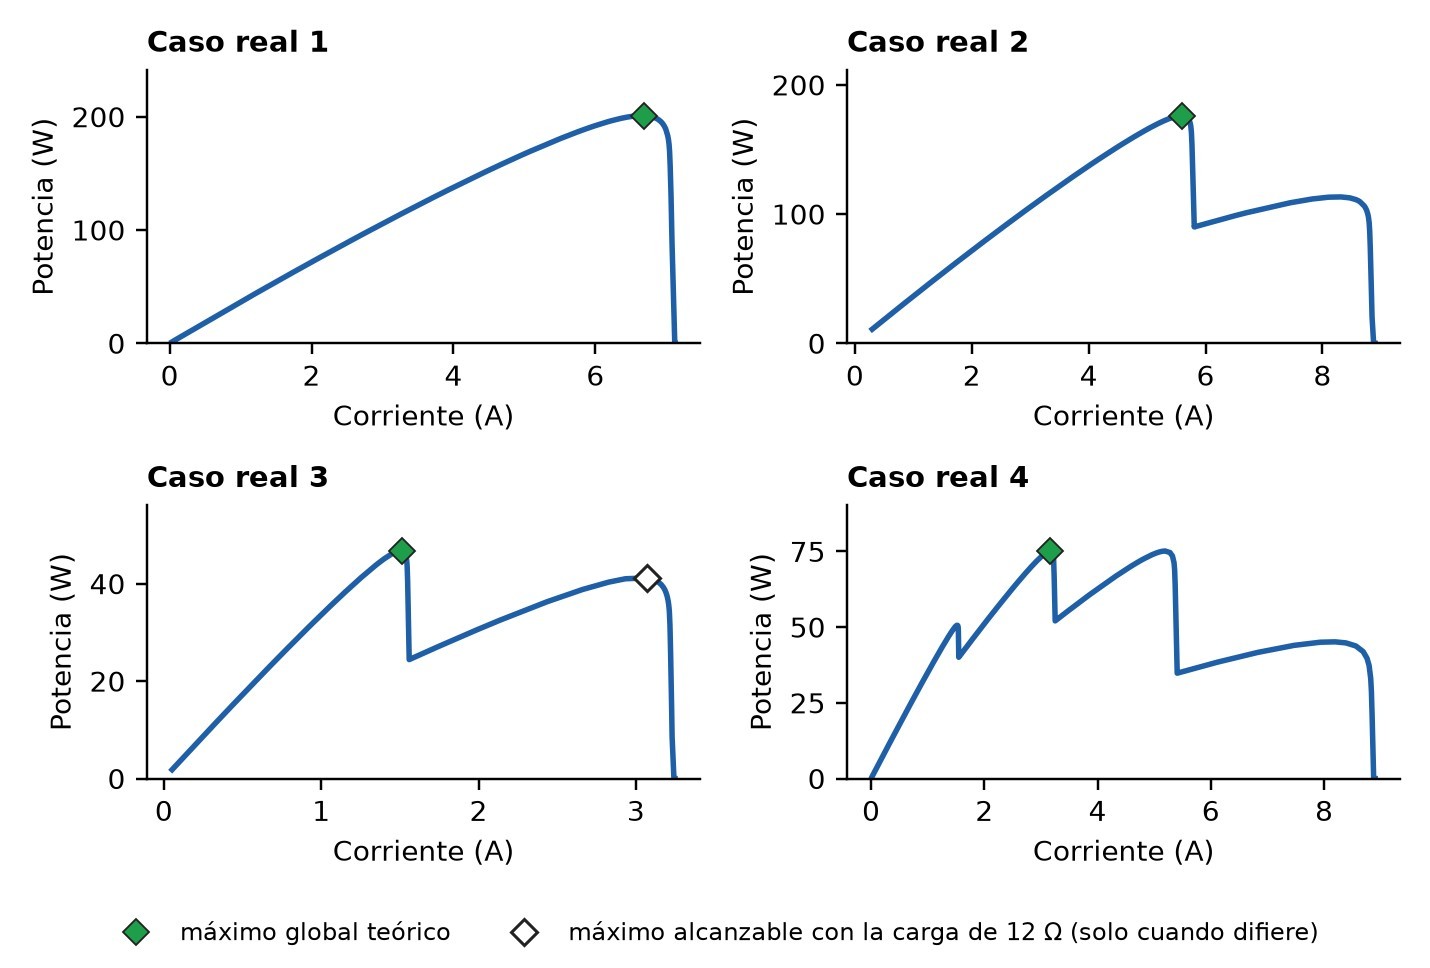 Caso real 1
Potencia (W)
200
100
0
0 2 4 6
Corriente (A)
Caso real 2
Potencia (W)
200
100
0
0 2 4 6 8
Corriente (A)
Caso real 3
Potencia (W)
40
20
0
0 1 2 3
Corriente (A)
Caso real 4
Potencia (W)
75
50
25
0
0 2 4 6 8
Corriente (A)
máximo global teórico
máximo alcanzable con la carga de 12 Ω (solo cuando difiere)